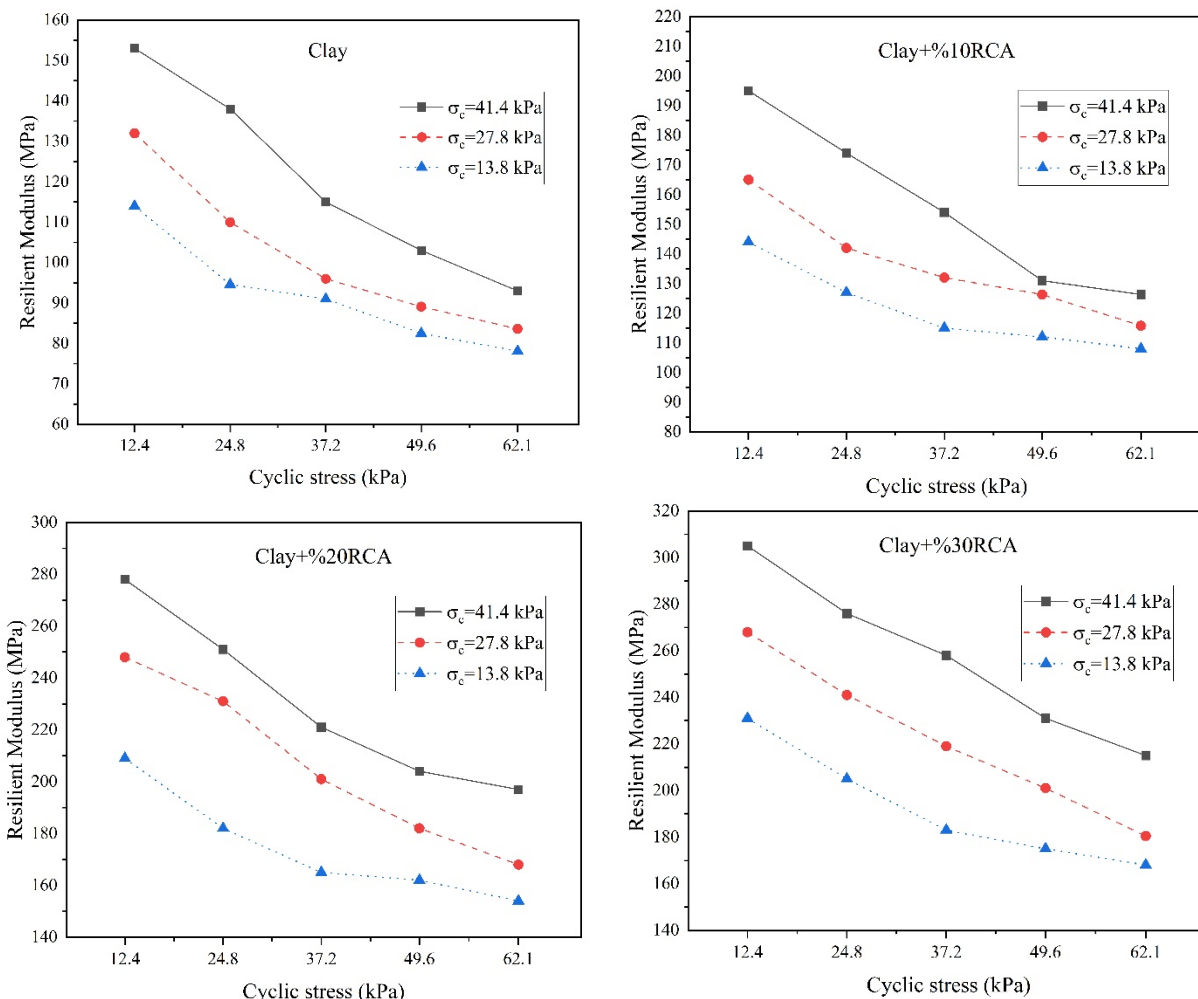 Clay
σc=41.4 kPa
σc=27.8 kPa
σc=13.8 kPa
Resilient Modulus (MPa)
160
150
140
130
120
110
100
90
80
70
60
12.4 24.8 37.2 49.6 62.1
Cyclic stress (kPa)
Clay+%10RCA
σc=41.4 kPa
σc=27.8 kPa
σc=13.8 kPa
Resilient Modulus (MPa)
220
210
200
190
180
170
160
150
140
130
120
110
100
90
80
12.4 24.8 37.2 49.6 62.1
Cyclic stress (kPa)
Clay+%20RCA
σc=41.4 kPa
σc=27.8 kPa
σc=13.8 kPa
Resilient Modulus (MPa)
300
280
260
240
220
200
180
160
140
12.4 24.8 37.2 49.6 62.1
Cyclic stress (kPa)
Clay+%30RCA
σc=41.4 kPa
σc=27.8 kPa
σc=13.8 kPa
Resilient Modulus (MPa)
320
300
280
260
240
220
200
180
160
140
12.4 24.8 37.2 49.6 62.1
Cyclic stress (kPa)